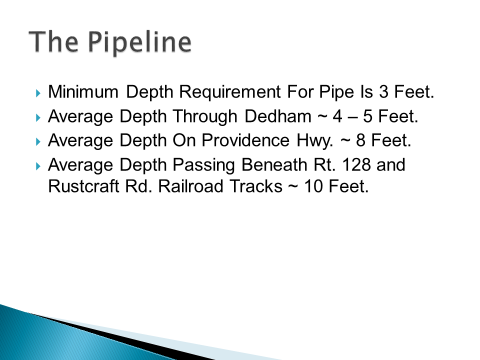 The Pipeline
Minimum Depth Requirement For Pipe Is 3 Feet.
Average Depth Through Dedham ~ 4 – 5 Feet.
Average Depth On Providence Hwy. ~ 8 Feet.
Average Depth Passing Beneath Rt. 128 and
Rustcraft Rd. Railroad Tracks ~ 10 Feet.